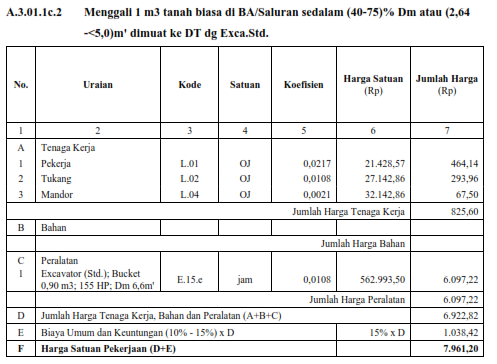 A.3.01.1c.2 Menggali 1 m3 tanah biasa di BA/Saluran sedalam (40-75)% Dm atau (2,64
-<5,0)m' dimuat ke DT dg Exca.Std.
No. Uraian Kode Satuan Koefisien Harga Satuan (Rp) Jumlah Harga (Rp)
1 2 3 4 5 6 7
A Tenaga Kerja
1 Pekerja L.01 OJ 0,0217 21.428,57 464,14
2 Tukang L.02 OJ 0,0108 27.142,86 293,96
3 Mandor L.04 OJ 0,0021 32.142,86 67,50
Jumlah Harga Tenaga Kerja 825,60
B Bahan
Jumlah Harga Bahan
C Peralatan
1 Excavator (Std.); Bucket
0,90 m3; 155 HP; Dm 6,6m' E.15.e jam 0,0108 562.993,50 6.097,22
Jumlah Harga Peralatan 6.097,22
D Jumlah Harga Tenaga Kerja, Bahan dan Peralatan (A+B+C) 6.922,82
E Biaya Umum dan Keuntungan (10% - 15%) x D 15% x D 1.038,42
F Harga Satuan Pekerjaan (D+E) 7.961,20